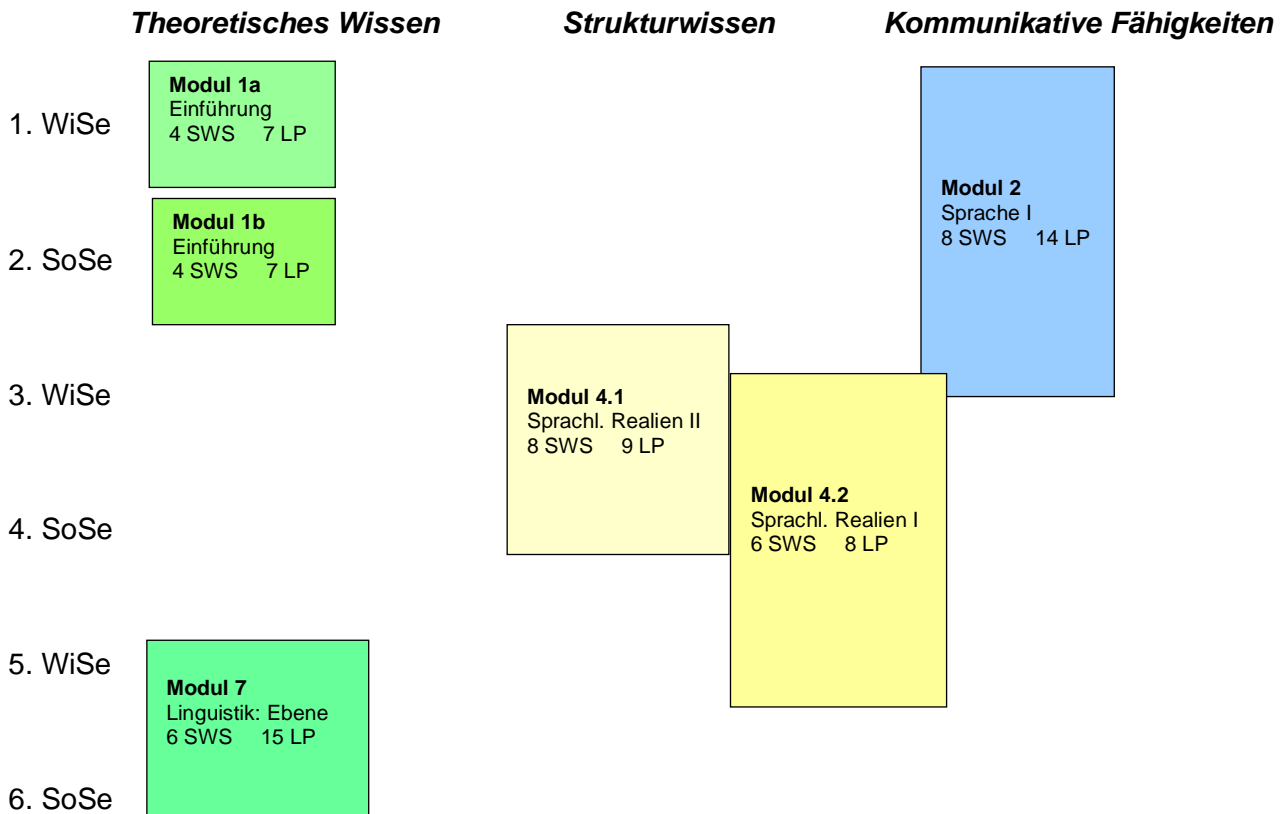 Theoretisches Wissen Strukturwissen Kommunikative Fähigkeiten
1. WiSe
Modul 1a
Einführung
4 SWS 7 LP
2. SoSe
Modul 1b
Einführung
4 SWS 7 LP
Modul 2
Sprache I
8 SWS 14 LP
3. WiSe
Modul 4.1
Sprachl. Realien II
8 SWS 9 LP
4. SoSe
Modul 4.2
Sprachl. Realien I
6 SWS 8 LP
5. WiSe
Modul 7
Linguistik: Ebene
6 SWS 15 LP
6. SoSe